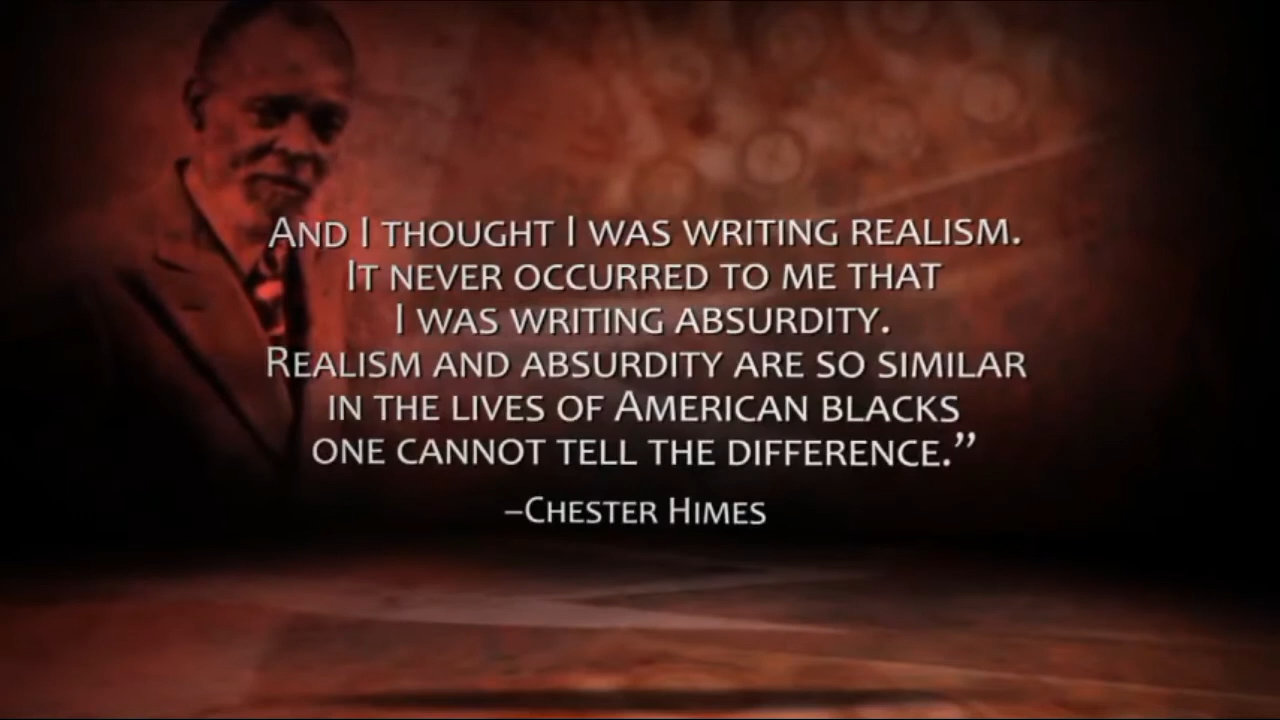 And I thought I was writing realism.
It never occurred to me that
I was writing absurdity.
Realism and absurdity are so similar
in the lives of American blacks
one cannot tell the difference.”
–Chester Himes